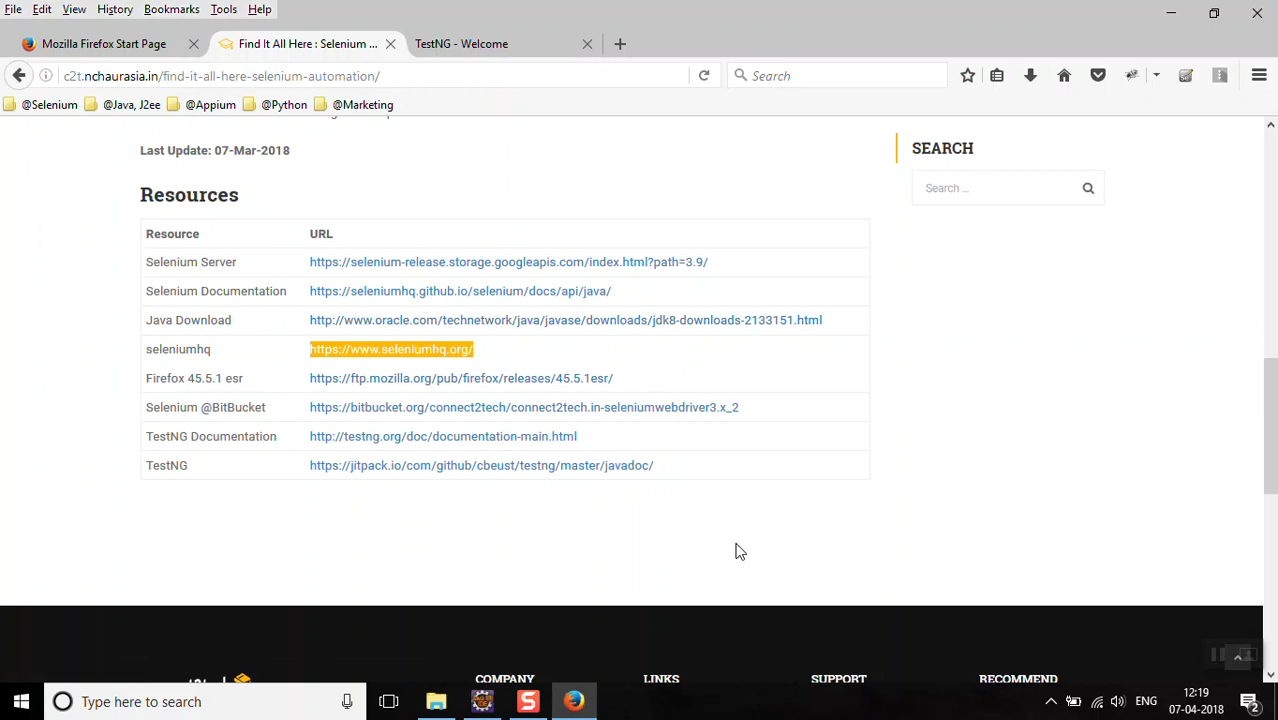 File Edit View History Bookmarks Tools Help
Mozilla Firefox Start Page Find It All Here : Selenium ... TestNG - Welcome
c2t.nchaurasia.in/find-it-all-here-selenium-automation/ Search
@Selenium @Java, J2ee @Appium @Python @Marketing
Last Update: 07-Mar-2018
SEARCH
Search ...
Resources
Resource URL
Selenium Server https://selenium-release.storage.googleapis.com/index.html?path=3.9/
Selenium Documentation https://seleniumhq.github.io/selenium/docs/api/java/
Java Download http://www.oracle.com/technetwork/java/javase/downloads/jdk8-downloads-2133151.html
seleniumhq https://www.seleniumhq.org/
Firefox 45.5.1 esr https://ftp.mozilla.org/pub/firefox/releases/45.5.1esr/
Selenium @BitBucket https://bitbucket.org/connect2tech/connect2tech.in-seleniumwebdriver3.x_2
TestNG Documentation http://testng.org/doc/documentation-main.html
TestNG https://jitpack.io/com/github/cbeust/testng/master/javadoc/
COMPANY LINKS SUPPORT RECOMMEND
Type here to search
ENG
12:19
07-04-2018
2